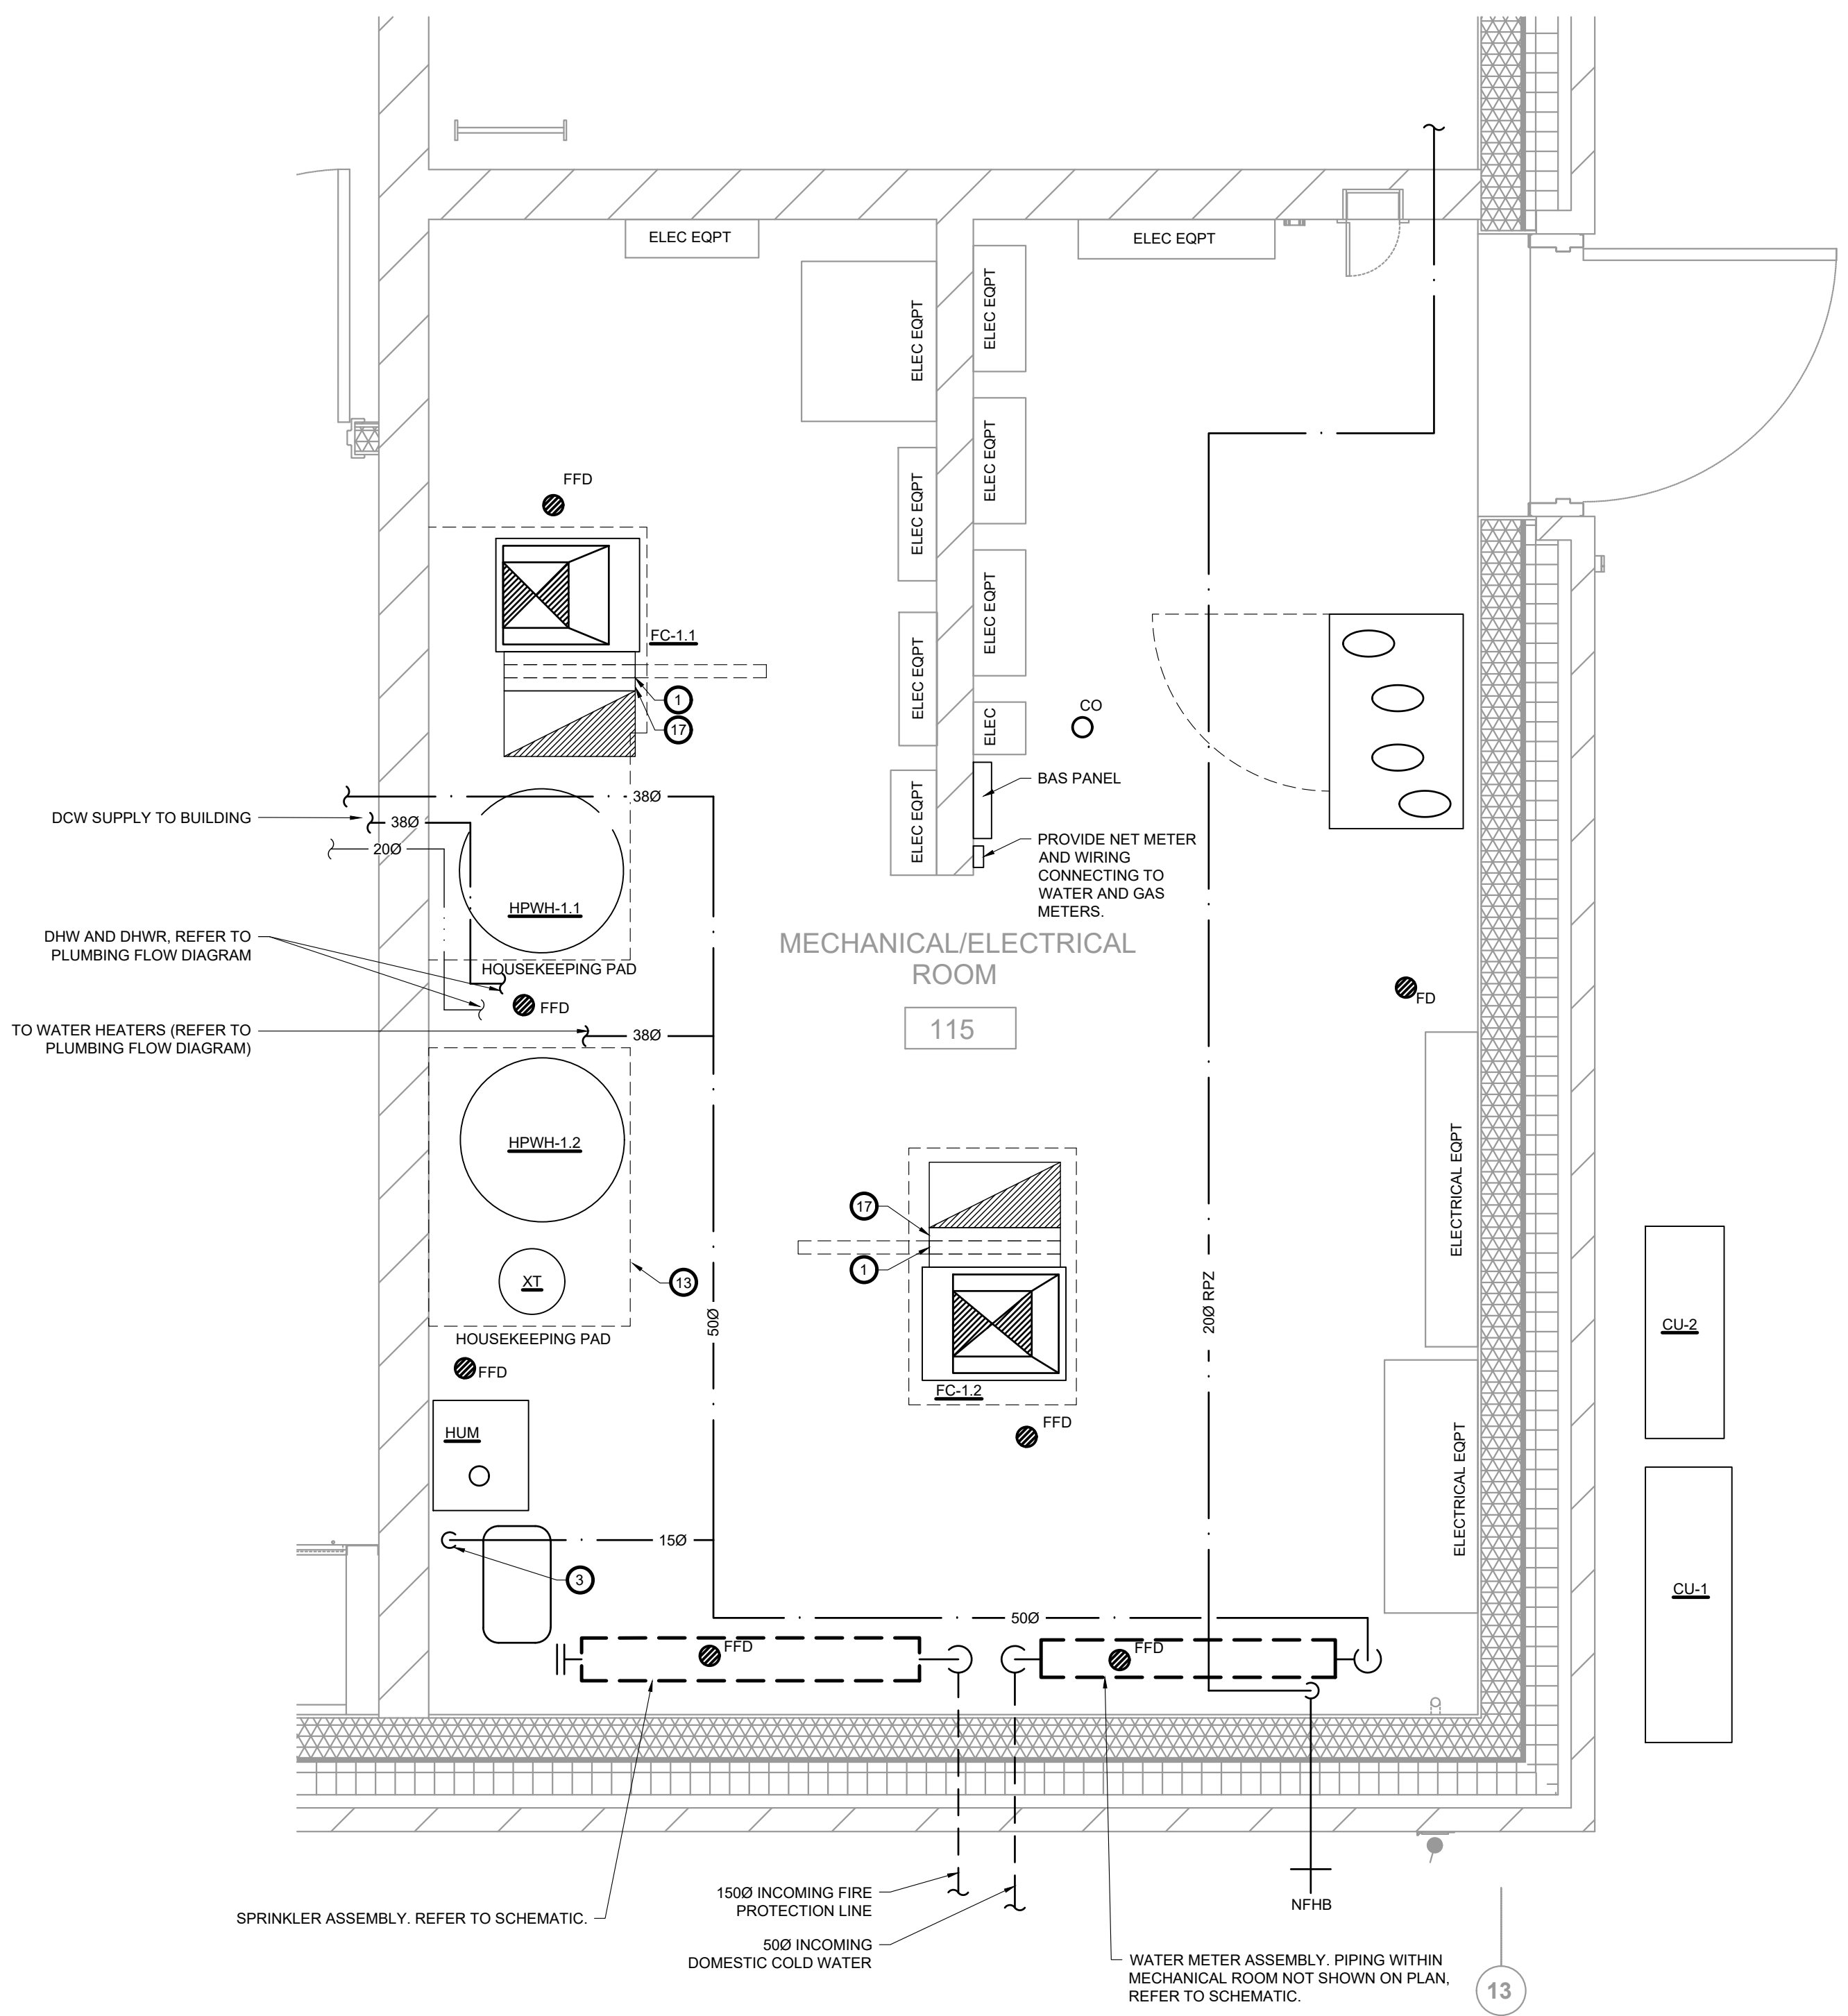 ELEC EQPT
ELEC EQPT
ELEC EQPT
ELEC EQPT
ELEC EQPT
ELEC EQPT
ELEC EQPT
ELEC EQPT
ELEC EQPT
ELEC
ELEC EQPT
FFD
FC-1.1
1
17
CO
BAS PANEL
PROVIDE NET METER
AND WIRING
CONNECTING TO
WATER AND GAS
METERS.
DCW SUPPLY TO BUILDING
38Ø
38Ø
20Ø
HPWH-1.1
DHW AND DHWR, REFER TO
PLUMBING FLOW DIAGRAM
HOUSEKEEPING PAD
FFD
TO WATER HEATERS (REFER TO
PLUMBING FLOW DIAGRAM)
38Ø
MECHANICAL/ELECTRICAL
ROOM
115
FD
HPWH-1.2
XT
13
HOUSEKEEPING PAD
FFD
50Ø
17
1
FC-1.2
FFD
20Ø RPZ
ELECTRICAL EQPT
ELECTRICAL EQPT
CU-2
CU-1
HUM
15Ø
3
50Ø
FFD
FFD
SPRINKLER ASSEMBLY. REFER TO SCHEMATIC.
150Ø INCOMING FIRE
PROTECTION LINE
50Ø INCOMING
DOMESTIC COLD WATER
NFHB
WATER METER ASSEMBLY. PIPING WITHIN
MECHANICAL ROOM NOT SHOWN ON PLAN,
REFER TO SCHEMATIC.
13